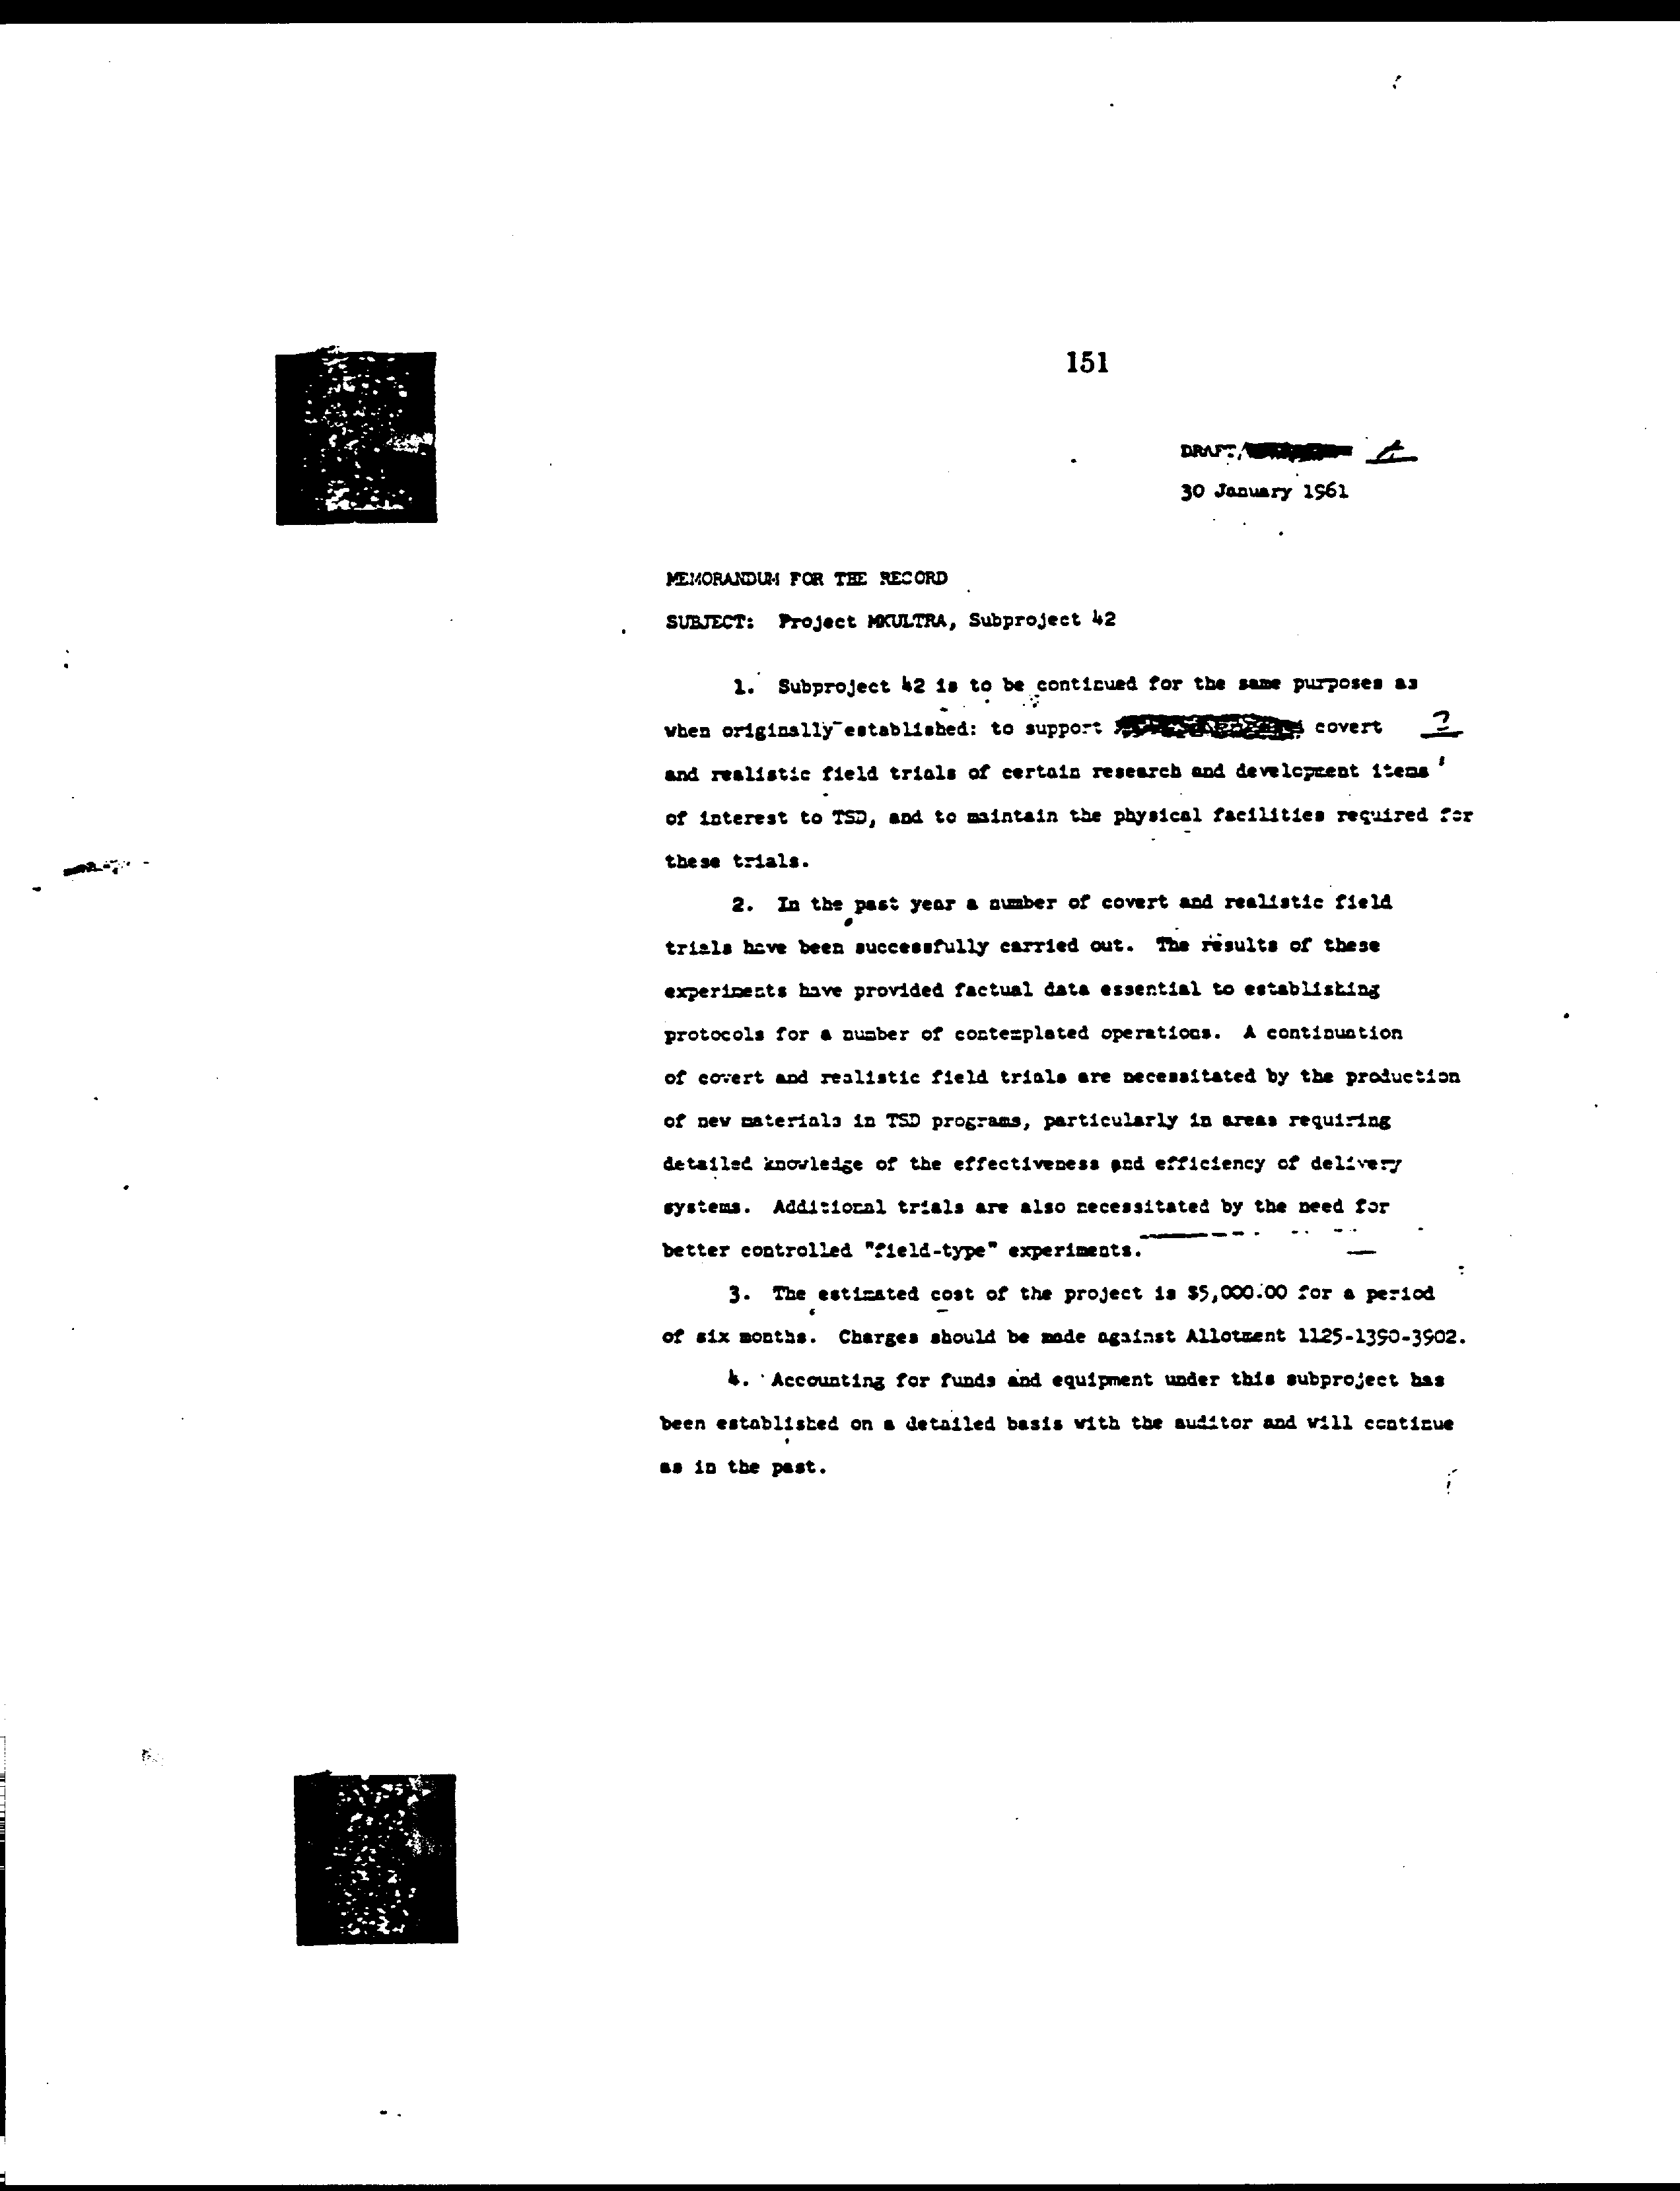 151
DRAFT/
30 January 1961
MEMORANDUM FOR THE RECORD
SUBJECT: Project MKULTRA, Subproject 42
1. Subproject 42 is to be continued for the same purposes as
when originally established: to support covert
and realistic field trials of certain research and development items
of interest to TSD, and to maintain the physical facilities required for
these trials.
2. In the past year a number of covert and realistic field
trials have been successfully carried out. The results of these
experiments have provided factual data essential to establishing
protocols for a number of contemplated operations. A continuation
of covert and realistic field trials are necessitated by the production
of new materials in TSD programs, particularly in areas requiring
detailed knowledge of the effectiveness and efficiency of delivery
systems. Additional trials are also necessitated by the need for
better controlled "field-type" experiments.
3. The estimated cost of the project is $5,000.00 for a period
of six months. Charges should be made against Allotment 1125-1390-3902.
4. Accounting for funds and equipment under this subproject has
been established on a detailed basis with the auditor and will continue
as in the past.